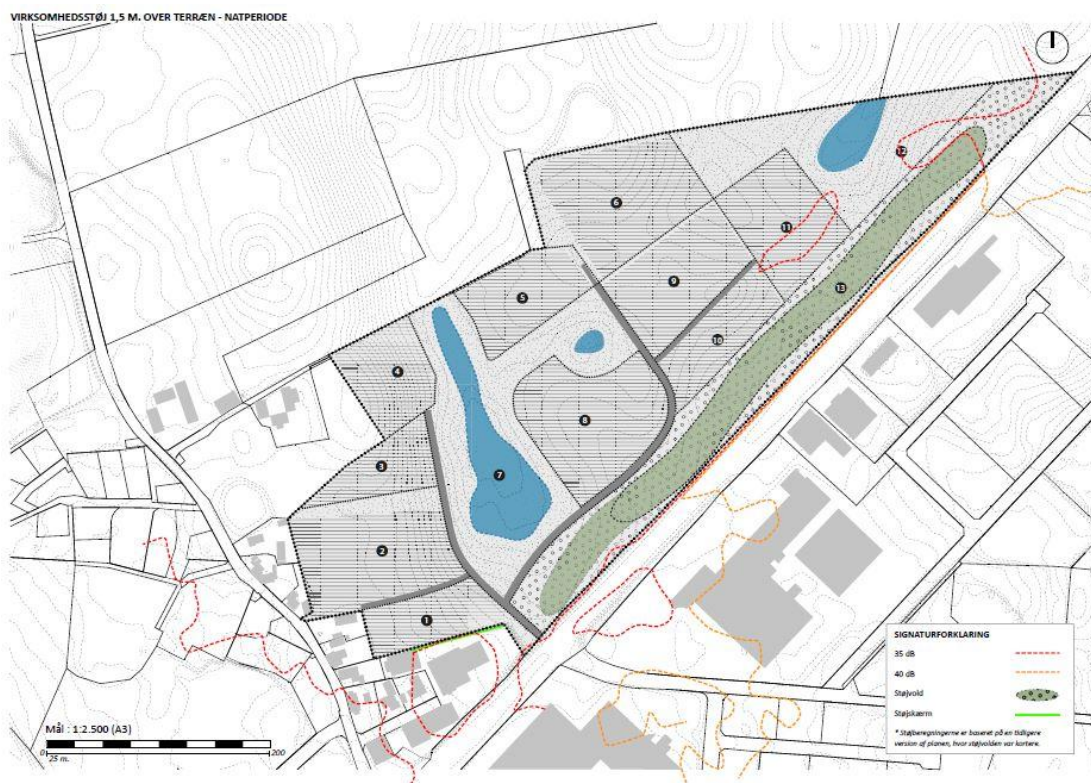 VIRKSOMHEDSSTØJ 1,5 M. OVER TERRÆN - NATPERIODE
12
6
11
9
13
5
10
4
8
3
7
2
1
SIGNATURFORKLARING
35 dB
40 dB
Støjvold
Støjskærm
* Støjberegningerne er baseret på en tidligere
version af planen, hvor støjvolden var kortere.
Mål : 1:2.500 (A3)
0 200
25 m.